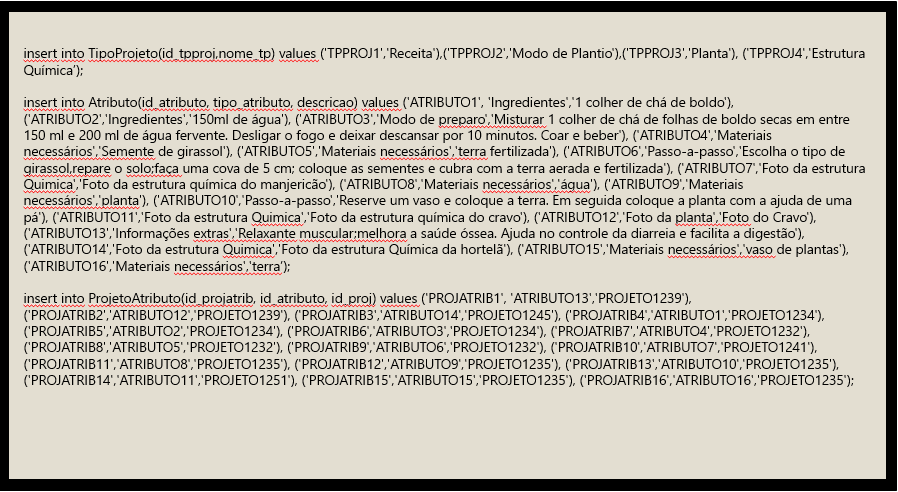 insert into TipoProjeto(id_tpproj,nome_tp) values ('TPPROJ1','Receita'),('TPPROJ2','Modo de Plantio'),('TPPROJ3','Planta'), ('TPPROJ4','Estrutura
Química');
insert into Atributo(id_atributo, tipo_atributo, descricao) values ('ATRIBUTO1', 'Ingredientes','1 colher de chá de boldo'),
('ATRIBUTO2','Ingredientes','150ml de água'), ('ATRIBUTO3','Modo de preparo','Misturar 1 colher de chá de folhas de boldo secas em entre
150 ml e 200 ml de água fervente. Desligar o fogo e deixar descansar por 10 minutos. Coar e beber'), ('ATRIBUTO4','Materiais
necessários','Semente de girassol'), ('ATRIBUTO5','Materiais necessários','terra fertilizada'), ('ATRIBUTO6','Passo-a-passo','Escolha o tipo de
girassol,repare o solo;faça uma cova de 5 cm; coloque as sementes e cubra com a terra aerada e fertilizada'), ('ATRIBUTO7','Foto da estrutura
Quimica','Foto da estrutura química do manjericão'), ('ATRIBUTO8','Materiais necessários','água'), ('ATRIBUTO9','Materiais
necessários','planta'), ('ATRIBUTO10','Passo-a-passo','Reserve um vaso e coloque a terra. Em seguida coloque a planta com a ajuda de uma
pá'), ('ATRIBUTO11','Foto da estrutura Quimica','Foto da estrutura química do cravo'), ('ATRIBUTO12','Foto da planta','Foto do Cravo'),
('ATRIBUTO13','Informações extras','Relaxante muscular;melhora a saúde óssea. Ajuda no controle da diarreia e facilita a digestão'),
('ATRIBUTO14','Foto da estrutura Quimica','Foto da estrutura Química da hortelã'), ('ATRIBUTO15','Materiais necessários','vaso de plantas'),
('ATRIBUTO16','Materiais necessários','terra');
insert into ProjetoAtributo(id_projatrib, id_atributo, id_proj) values ('PROJATRIB1', 'ATRIBUTO13','PROJETO1239'),
('PROJATRIB2','ATRIBUTO12','PROJETO1239'), ('PROJATRIB3','ATRIBUTO14','PROJETO1245'), ('PROJATRIB4','ATRIBUTO1','PROJETO1234'),
('PROJATRIB5','ATRIBUTO2','PROJETO1234'), ('PROJATRIB6','ATRIBUTO3','PROJETO1234'), ('PROJATRIB7','ATRIBUTO4','PROJETO1232'),
('PROJATRIB8','ATRIBUTO5','PROJETO1232'), ('PROJATRIB9','ATRIBUTO6','PROJETO1232'), ('PROJATRIB10','ATRIBUTO7','PROJETO1241'),
('PROJATRIB11','ATRIBUTO8','PROJETO1235'), ('PROJATRIB12','ATRIBUTO9','PROJETO1235'), ('PROJATRIB13','ATRIBUTO10','PROJETO1235'),
('PROJATRIB14','ATRIBUTO11','PROJETO1251'), ('PROJATRIB15','ATRIBUTO15','PROJETO1235'), ('PROJATRIB16','ATRIBUTO16','PROJETO1235');